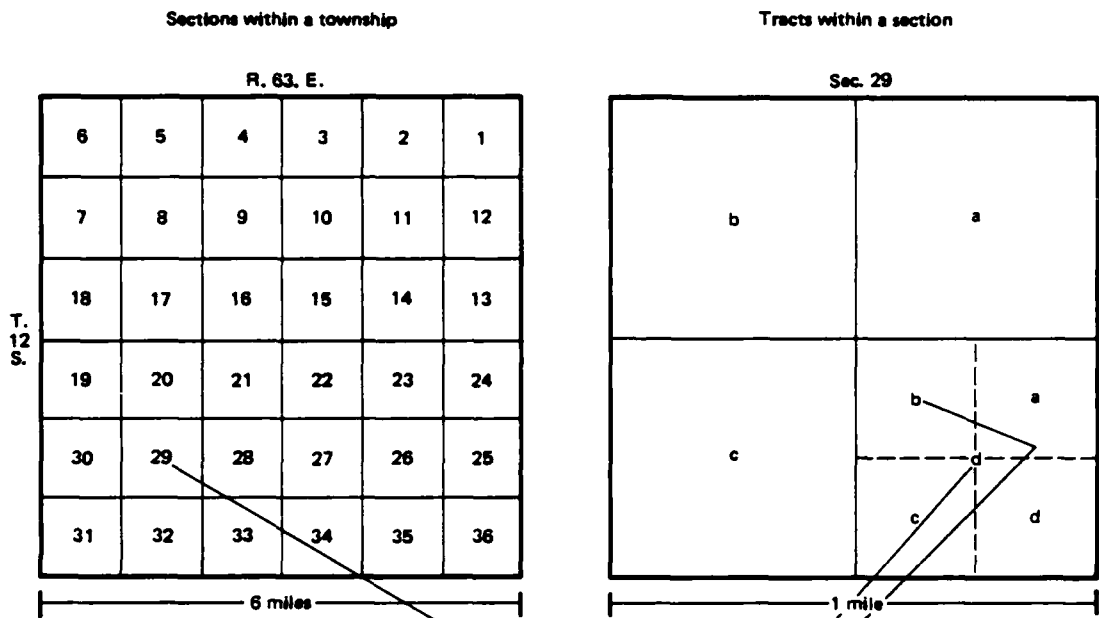 Sections within a township
R. 63. E.
6 5 4 3 2 1
7 8 9 10 11 12
18 17 16 15 14 13
T.
12
S.
19 20 21 22 23 24
30 29 28 27 26 25
31 32 33 34 35 36
6 miles
Tracts within a section
Sec. 29
b a
c
b a
d
c d
1 mile